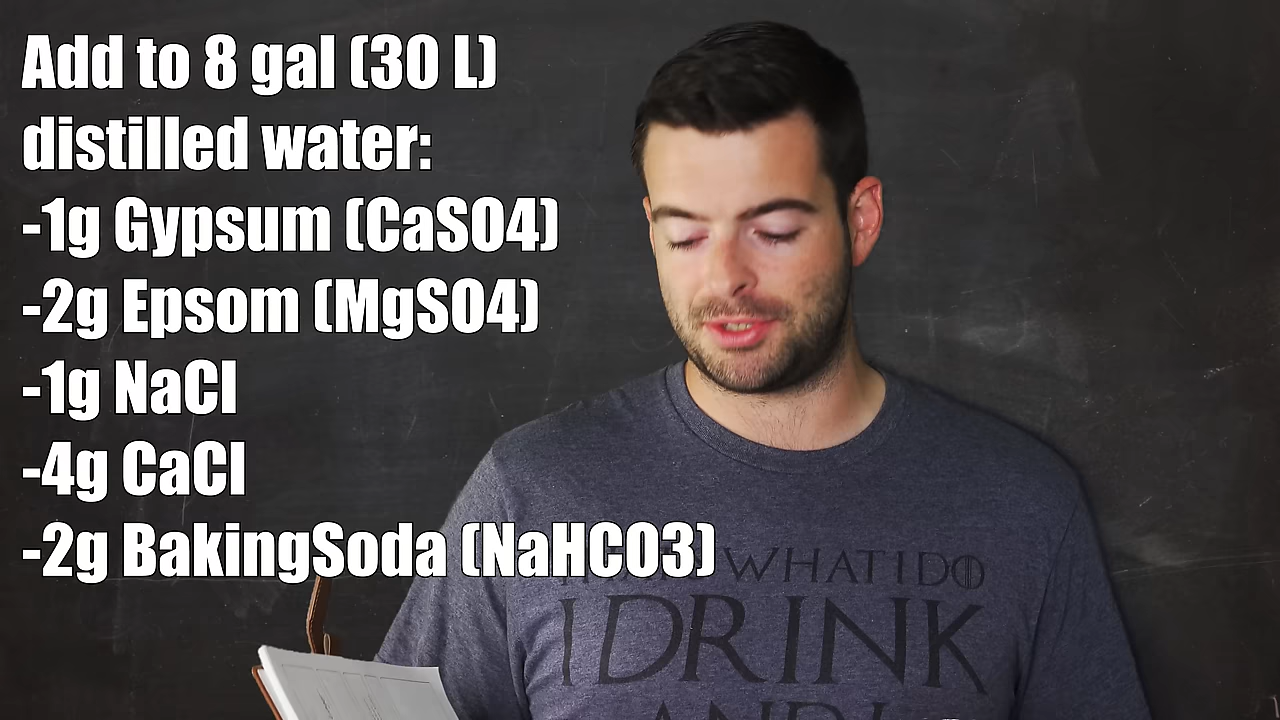 Add to 8 gal (30 L)
distilled water:
-1g Gypsum (CaSO4)
-2g Epsom (MgSO4)
-1g NaCl
-4g CaCl
-2g BakingSoda (NaHCO3)
WHAT I DO
I DRINK
AND I